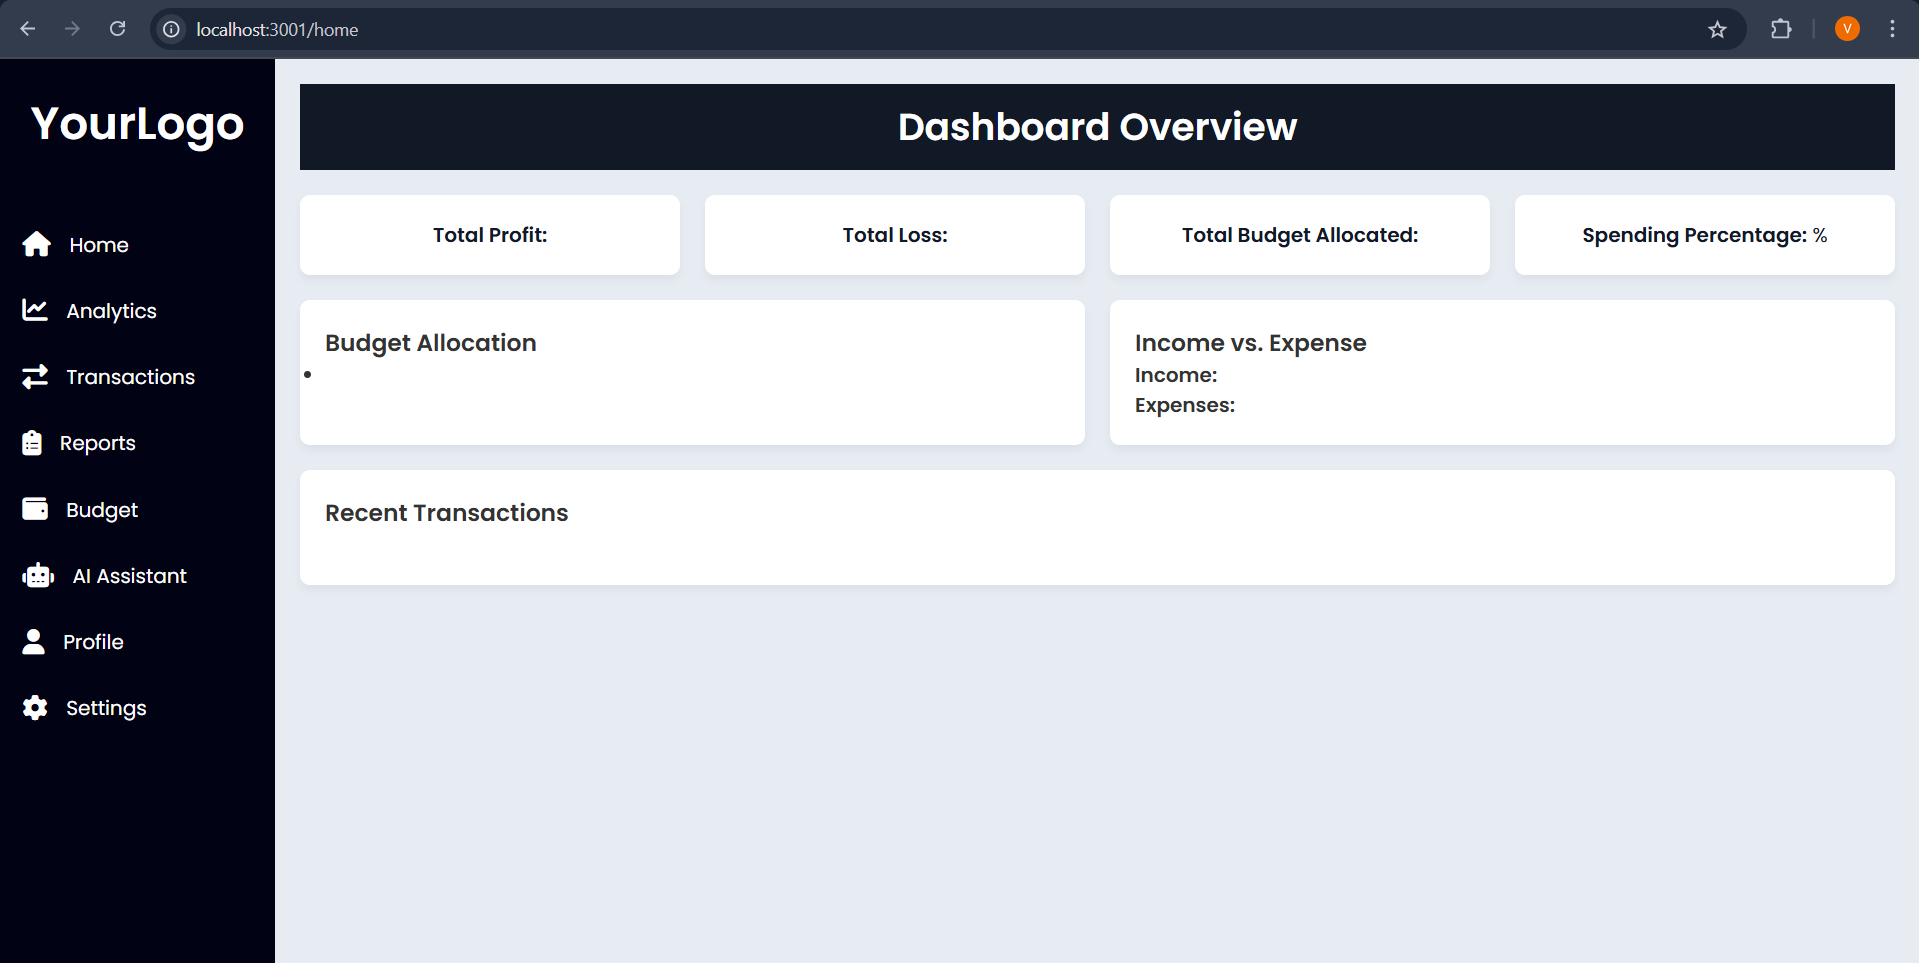 localhost:3001/home
V
YourLogo
Home
Analytics
Transactions
Reports
Budget
AI Assistant
Profile
Settings
Dashboard Overview
Total Profit:
Total Loss:
Total Budget Allocated:
Spending Percentage: %
Budget Allocation
•
Income vs. Expense
Income:
Expenses:
Recent Transactions